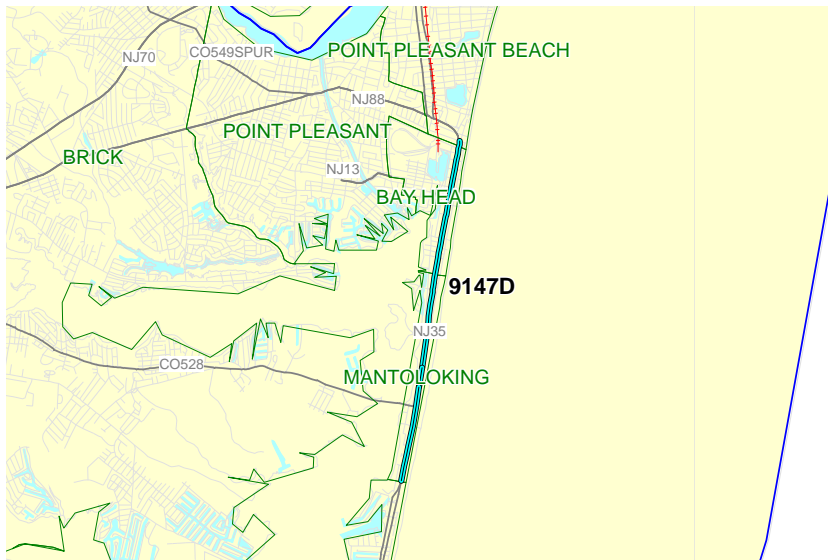 POINT PLEASANT BEACH
CO549SPUR
NJ70
NJ88
POINT PLEASANT
BRICK
NJ13
BAY HEAD
9147D
NJ35
CO528
MANTOLOKING